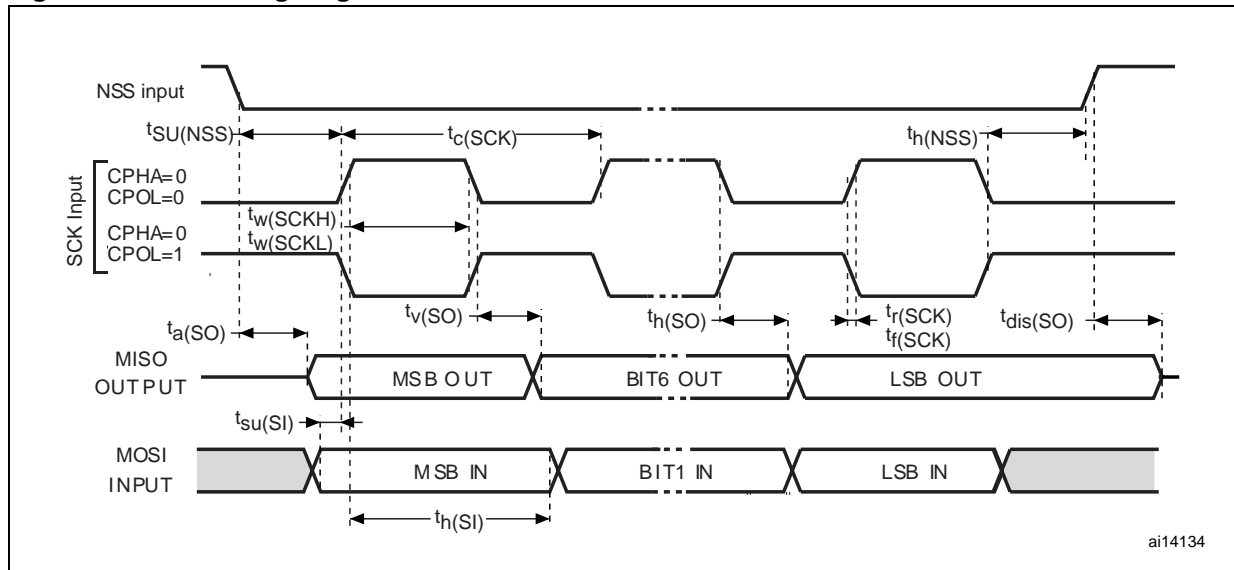 NSS input
tSU(NSS)
tc(SCK)
th(NSS)
SCK Input
CPHA=0
CPOL=0
tw(SCKH)
CPHA=0
tw(SCKL)
CPOL=1
ta(SO)
tv(SO)
th(SO)
tr(SCK)
tf(SCK)
tdis(SO)
MISO
OUTPUT
MSB OUT
BIT6 OUT
LSB OUT
tsu(SI)
MOSI
INPUT
MSB IN
BIT1 IN
LSB IN
th(SI)
ai14134